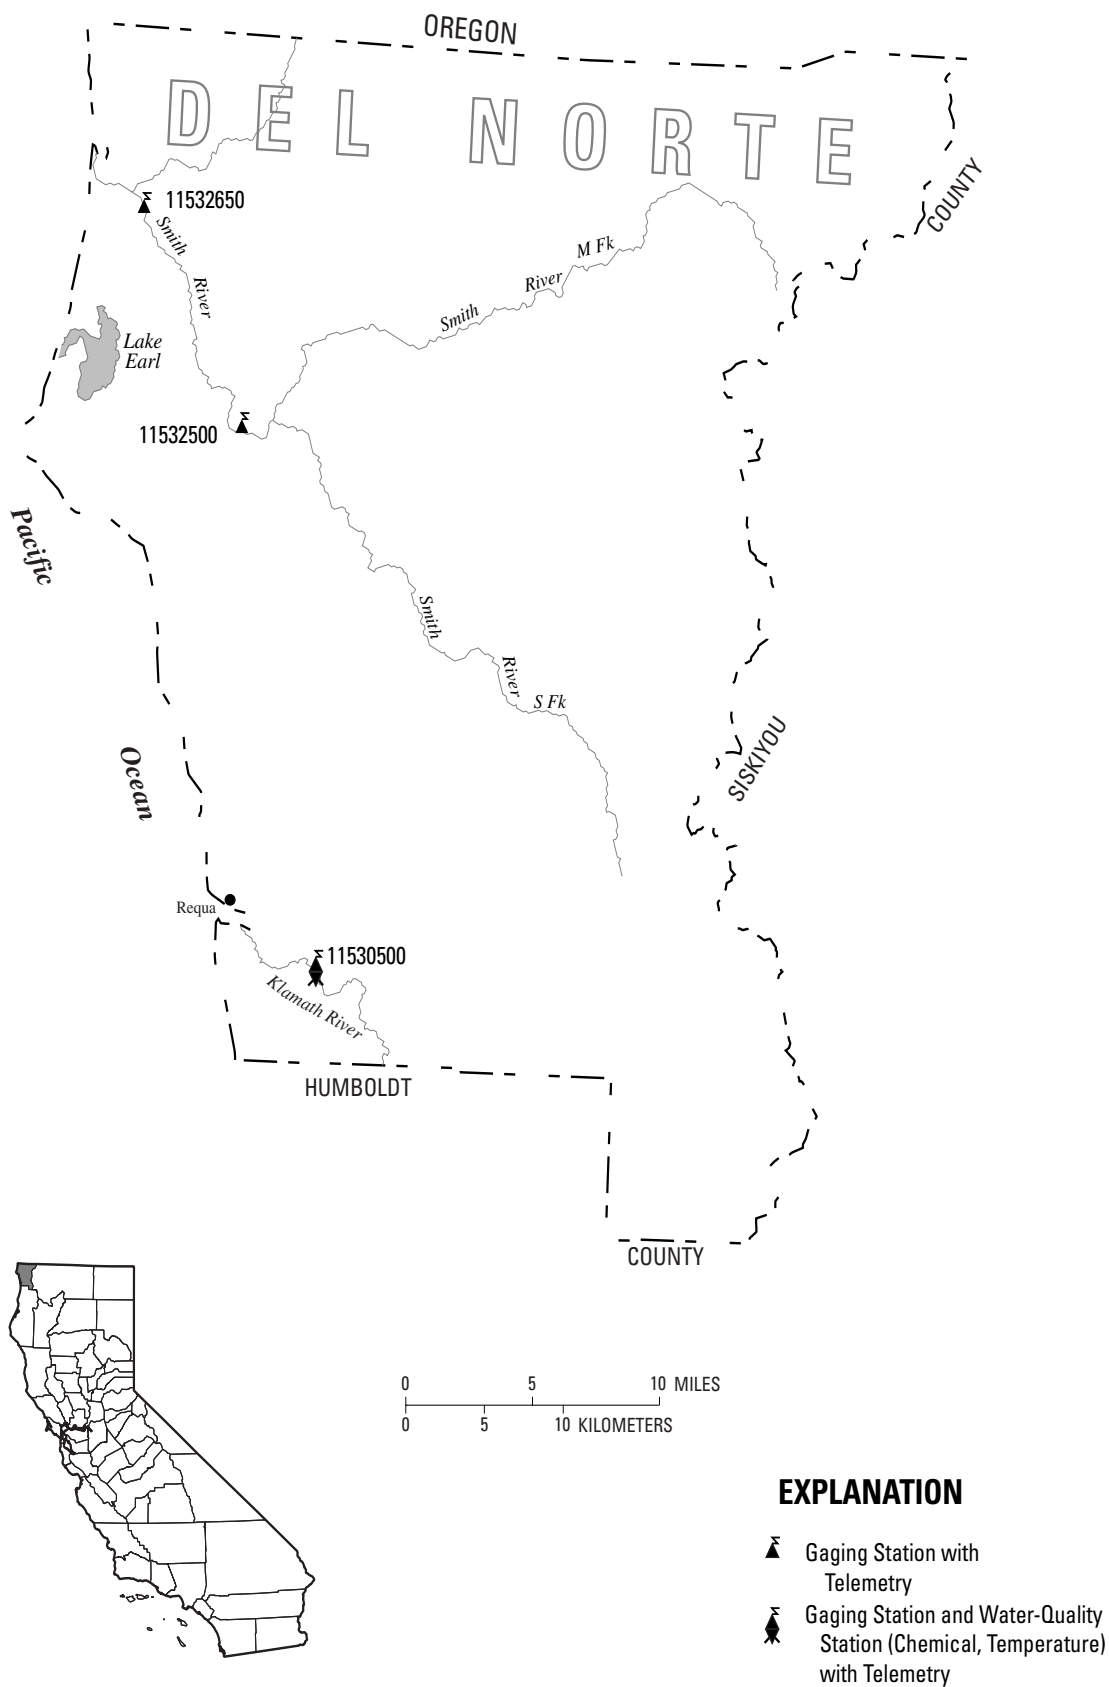 OREGON
DEL NORTE
COUNTY
11532650
Smith
River
M Fk
River
Smith
Lake
Earl
11532500
Pacific
Smith
River
S Fk
SISKIYOU
Ocean
Requa
11530500
Klamath River
HUMBOLDT
COUNTY
0 5 10 MILES
0 5 10 KILOMETERS
EXPLANATION
Gaging Station with
Telemetry
Gaging Station and Water-Quality
Station (Chemical, Temperature)
with Telemetry